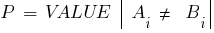 P = VALUE | A_i ≠ B_i|